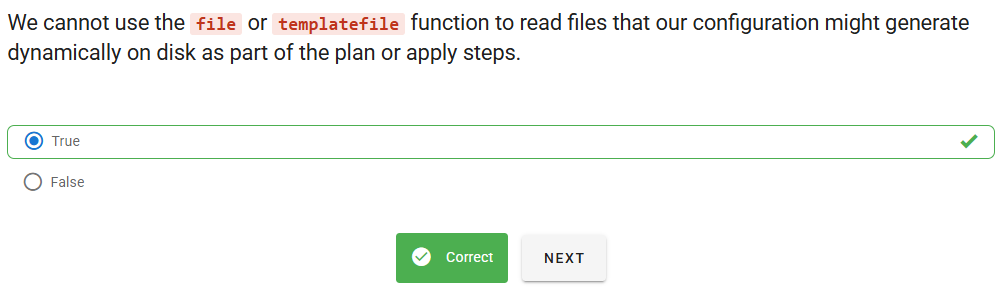 We cannot use the file or templatefile function to read files that our configuration might generate
dynamically on disk as part of the plan or apply steps.
True
False
Correct
NEXT